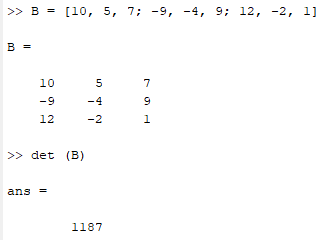 >> B = [10, 5, 7; -9, -4, 9; 12, -2, 1]
B =
10 5 7
-9 -4 9
12 -2 1
>> det (B)
ans =
1187